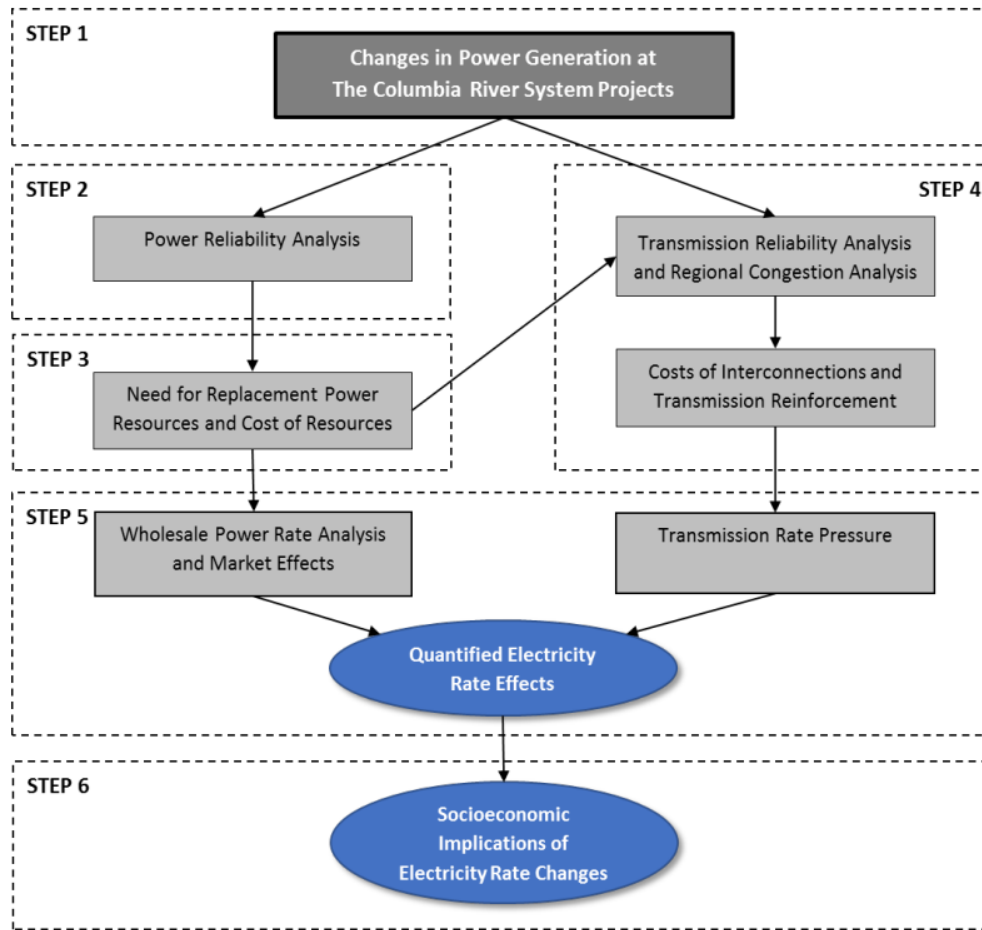 STEP 1
Changes in Power Generation at
The Columbia River System Projects
STEP 2
Power Reliability Analysis
STEP 3
Need for Replacement Power
Resources and Cost of Resources
STEP 4
Transmission Reliability Analysis
and Regional Congestion Analysis
Costs of Interconnections and
Transmission Reinforcement
STEP 5
Wholesale Power Rate Analysis
and Market Effects
Transmission Rate Pressure
Quantified Electricity
Rate Effects
STEP 6
Socioeconomic
Implications of
Electricity Rate Changes